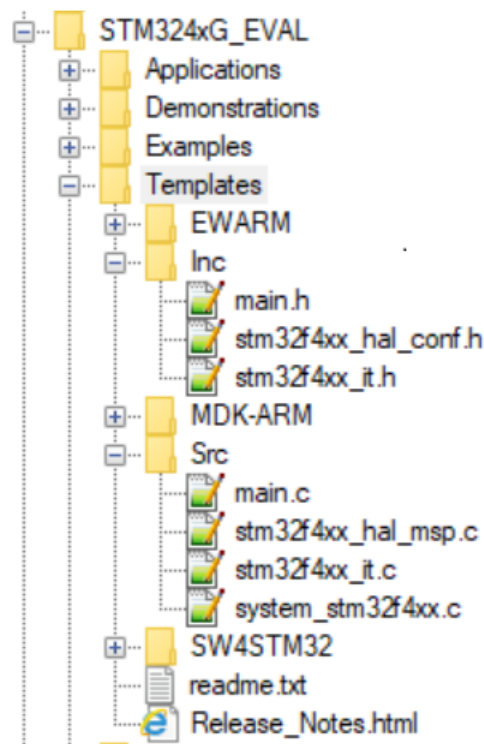 STM324xG_EVAL
Applications
Demonstrations
Examples
Templates
EWARM
Inc
main.h
stm32f4xx_hal_conf.h
stm32f4xx_it.h
MDK-ARM
Src
main.c
stm32f4xx_hal_msp.c
stm32f4xx_it.c
system_stm32f4xx.c
SW4STM32
readme.txt
Release_Notes.html